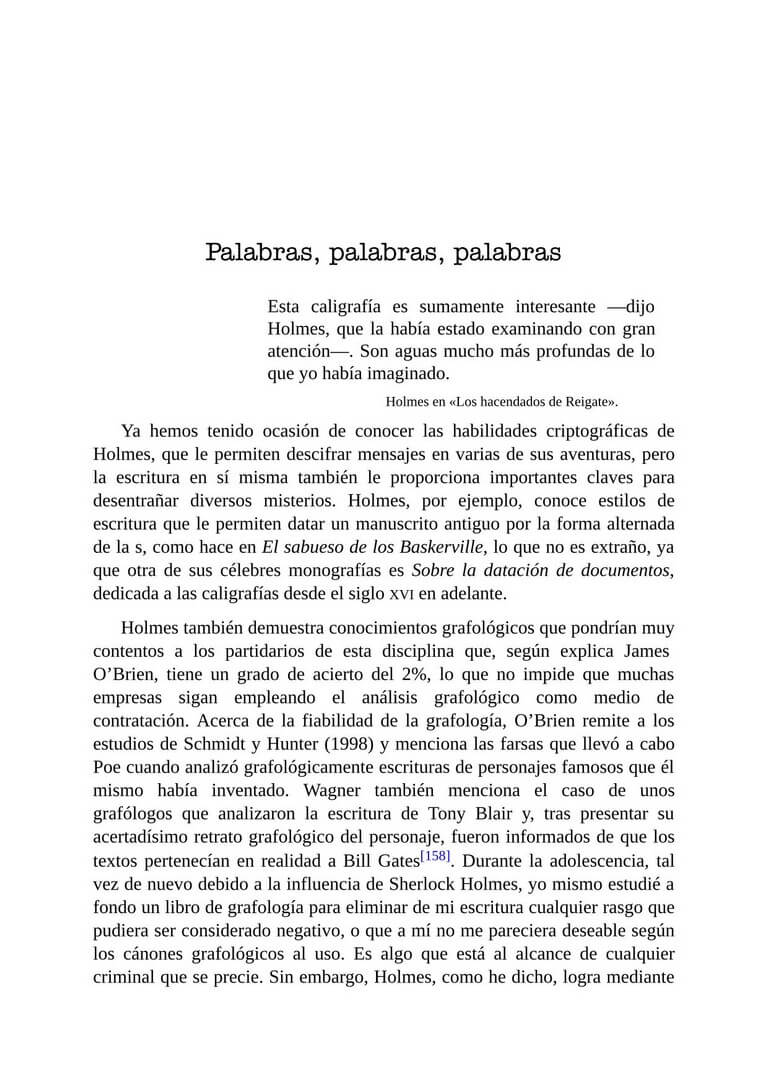 Palabras, palabras, palabras
Esta caligrafía es sumamente interesante —dijo
Holmes, que la había estado examinando con gran
atención—. Son aguas mucho más profundas de lo
que yo había imaginado.
Holmes en «Los hacendados de Reigate».
Ya hemos tenido ocasión de conocer las habilidades criptográficas de
Holmes, que le permiten descifrar mensajes en varias de sus aventuras, pero
la escritura en sí misma también le proporciona importantes claves para
desentrañar diversos misterios. Holmes, por ejemplo, conoce estilos de
escritura que le permiten datar un manuscrito antiguo por la forma alternada
de la s, como hace en El sabueso de los Baskerville, lo que no es extraño, ya
que otra de sus célebres monografías es Sobre la datación de documentos,
dedicada a las caligrafías desde el siglo XVI en adelante.
Holmes también demuestra conocimientos grafológicos que pondrían muy
contentos a los partidarios de esta disciplina que, según explica James
O’Brien, tiene un grado de acierto del 2%, lo que no impide que muchas
empresas sigan empleando el análisis grafológico como medio de
contratación. Acerca de la fiabilidad de la grafología, O’Brien remite a los
estudios de Schmidt y Hunter (1998) y menciona las farsas que llevó a cabo
Poe cuando analizó grafológicamente escrituras de personajes famosos que él
mismo había inventado. Wagner también menciona el caso de unos
grafólogos que analizaron la escritura de Tony Blair y, tras presentar su
acertadísimo retrato grafológico del personaje, fueron informados de que los
textos pertenecían en realidad a Bill Gates[158]. Durante la adolescencia, tal
vez de nuevo debido a la influencia de Sherlock Holmes, yo mismo estudié a
fondo un libro de grafología para eliminar de mi escritura cualquier rasgo que
pudiera ser considerado negativo, o que a mí no me pareciera deseable según
los cánones grafológicos al uso. Es algo que está al alcance de cualquier
criminal que se precie. Sin embargo, Holmes, como he dicho, logra mediante